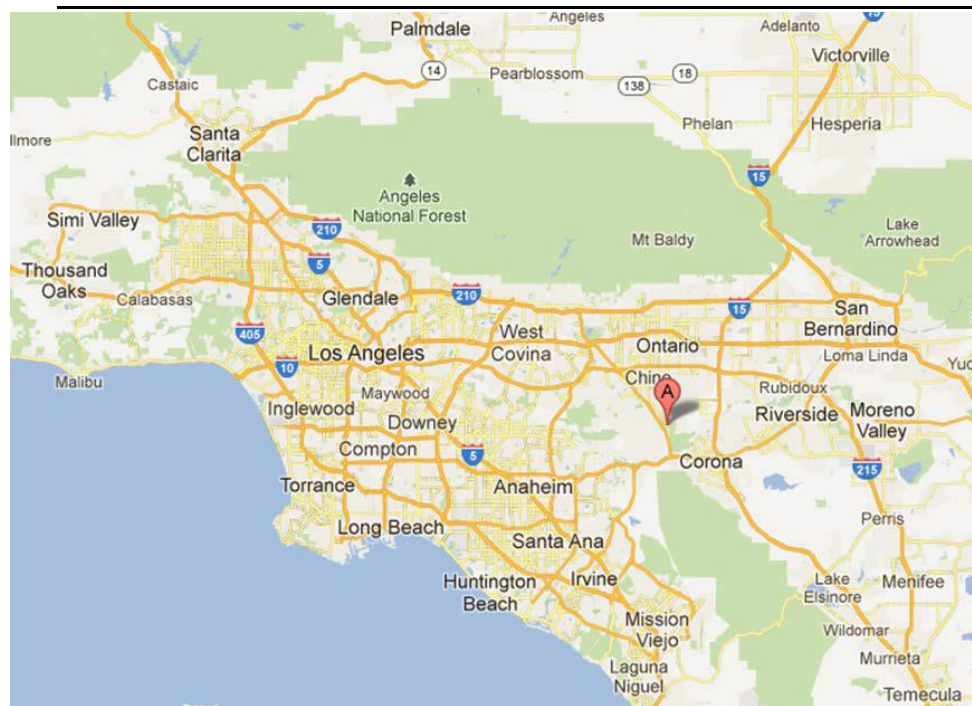 Angeles
Palmdale
Adelanto
15
Victorville
14
Pearblossom
18
138
Castaic
Phelan
Hesperia
llmore
Santa
Clarita
15
Angeles
National Forest
Simi Valley
210
Mt Baldy
Lake
Arrowhead
5
Thousand
Oaks
Calabasas
Glendale
210
15
San
Bernardino
405
West
Covina
Ontario
Los Angeles
Loma Linda
10
Yuc
Malibu
Maywood
Chino
A
Rubidoux
Inglewood
Downey
Riverside
Moreno
Valley
Compton
5
Corona
215
Torrance
Anaheim
Long Beach
Perris
Santa Ana
Huntington
Beach
Irvine
Lake
Elsinore
Menifee
Mission
Viejo
Wildomar
Laguna
Niguel
Murrieta
Temecula